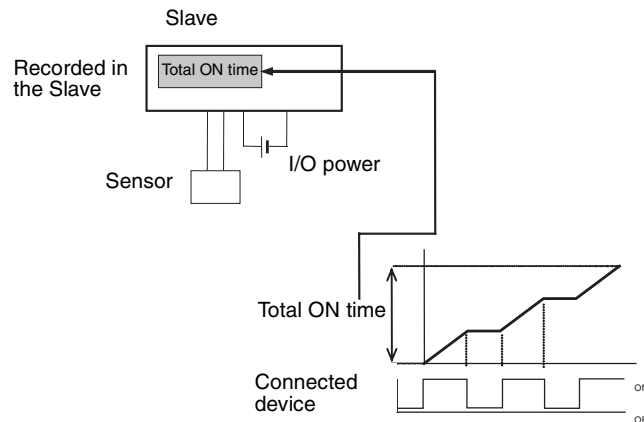 Slave
Total ON time
Recorded in
the Slave
I/O power
Sensor
Total ON time
Connected
device